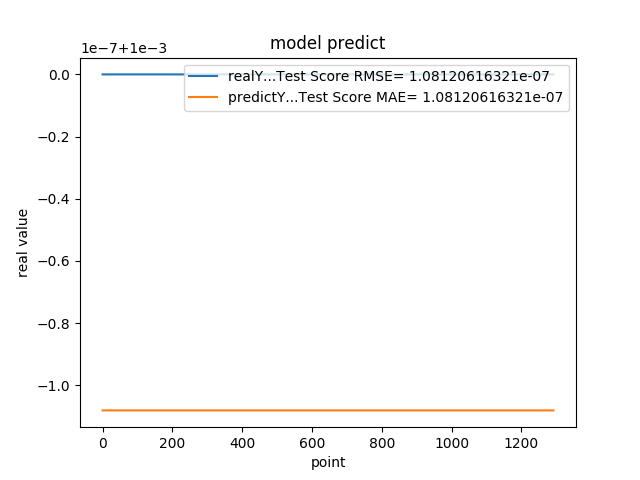 model predict
1e−7+1e−3
realY...Test Score RMSE= 1.08120616321e-07
predictY...Test Score MAE= 1.08120616321e-07
0.0
−0.2
−0.4
−0.6
−0.8
−1.0
real value
0 200 400 600 800 1000 1200
point